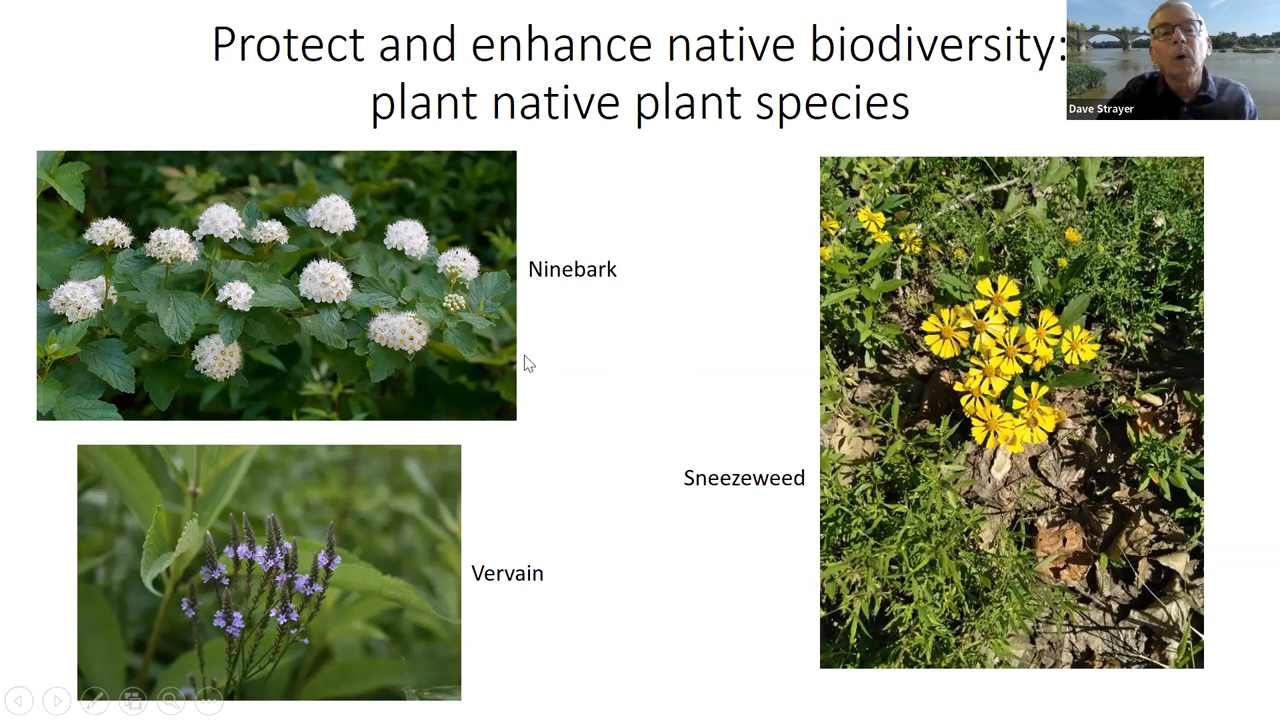 Protect and enhance native biodiversity:
plant native plant species
Dave Strayer
Ninebark
Sneezeweed
Vervain